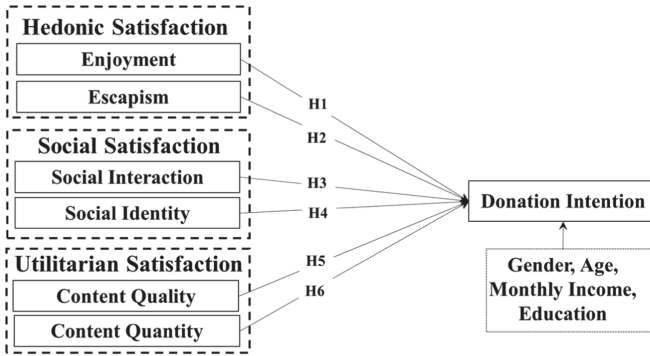 Hedonic Satisfaction
Enjoyment
Escapism
Social Satisfaction
Social Interaction
Social Identity
Utilitarian Satisfaction
Content Quality
Content Quantity
H1
H2
H3
H4
H5
H6
Donation Intention
Gender, Age,
Monthly Income,
Education